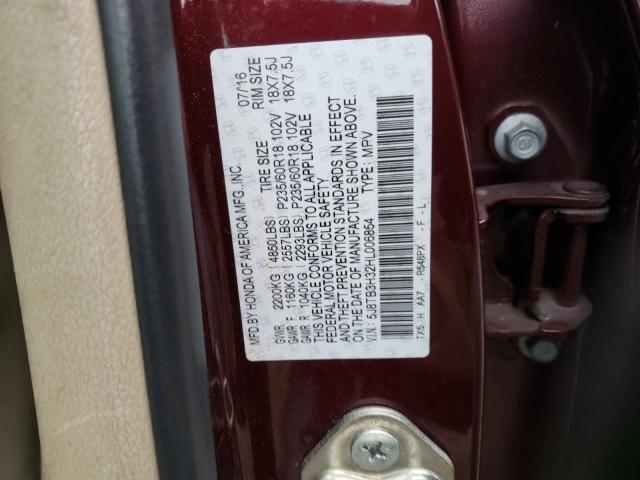 MFD.BY HONDA OF AMERICA MFG.,INC. 07/16
TIRE SIZE RIM SIZE
GVWR 2200KG ( 4850LBS)
GAWR F 1160KG ( 2557LBS) P235/60R18 102V 18X7.5J
GAWR R 1040KG ( 2293LBS) P235/60R18 102V 18X7.5J
THIS VEHICLE CONFORMS TO ALL APPLICABLE
FEDERAL MOTOR VEHICLE SAFETY
AND THEFT PREVENTION STANDARDS IN EFFECT
ON THE DATE OF MANUFACTURE SHOWN ABOVE.
V.I.N.: 5J8TB3H32HL006854 TYPE: MPV
TX5 . H AA7 - R548PX - F - L